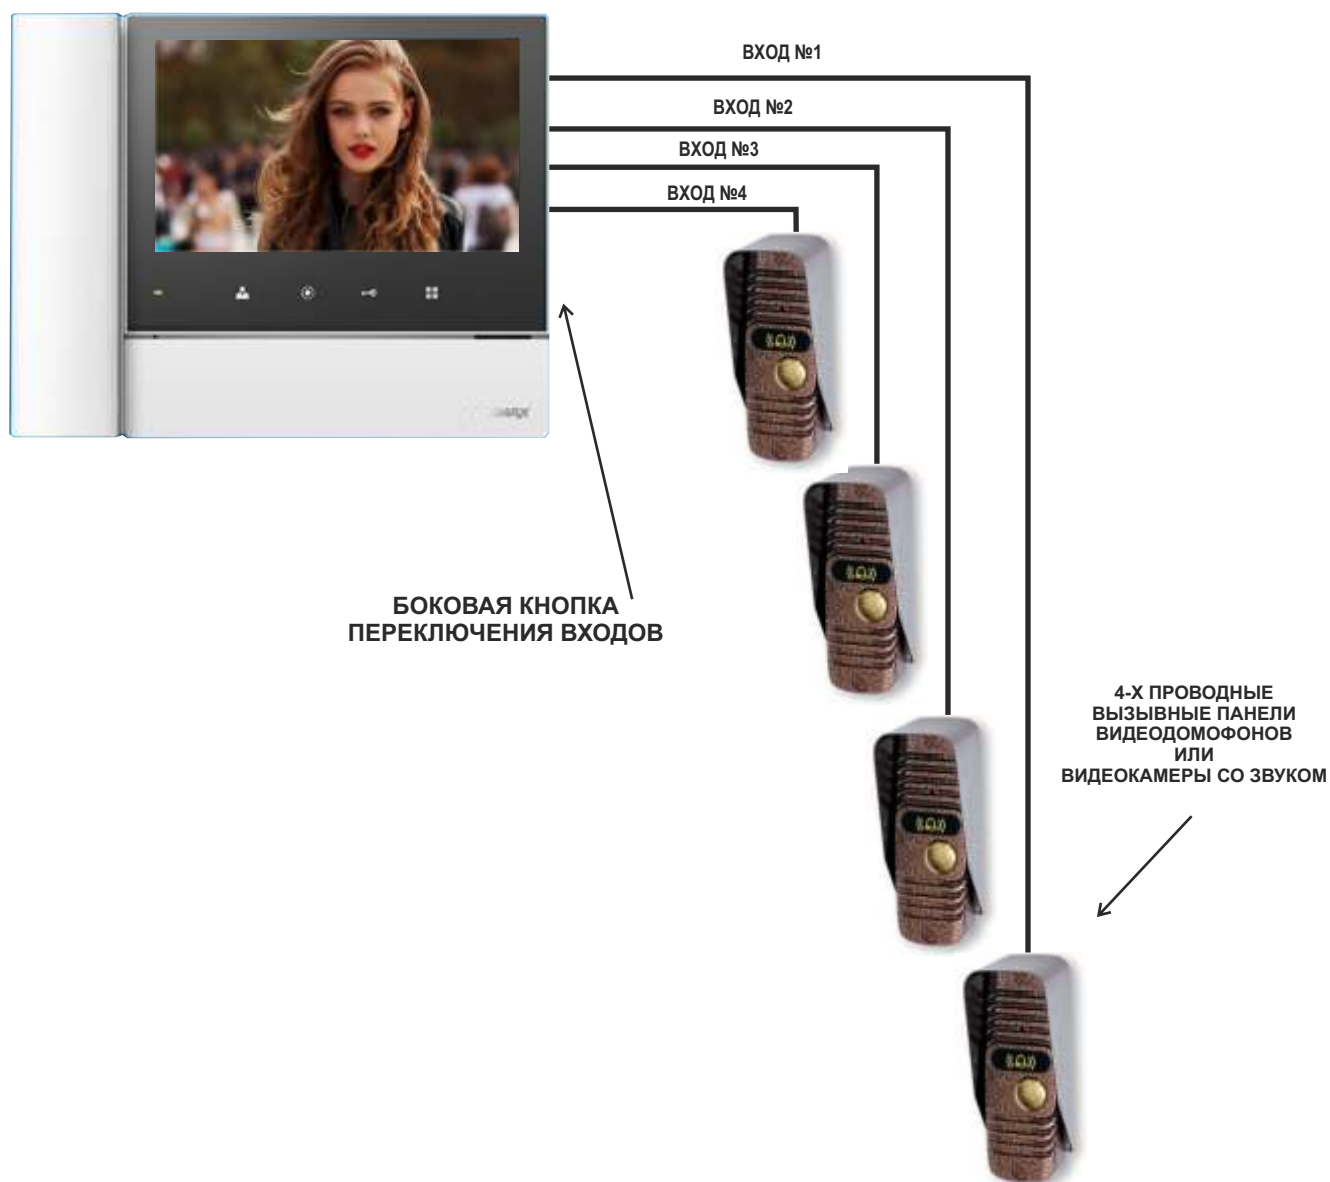 ВХОД №1
ВХОД №2
ВХОД №3
ВХОД №4
БОКОВАЯ КНОПКА
ПЕРЕКЛЮЧЕНИЯ ВХОДОВ
4-Х ПРОВОДНЫЕ
ВЫЗЫВНЫЕ ПАНЕЛИ
ВИДЕОДОМОФОНОВ
ИЛИ
ВИДЕОКАМЕРЫ СО ЗВУКОМ